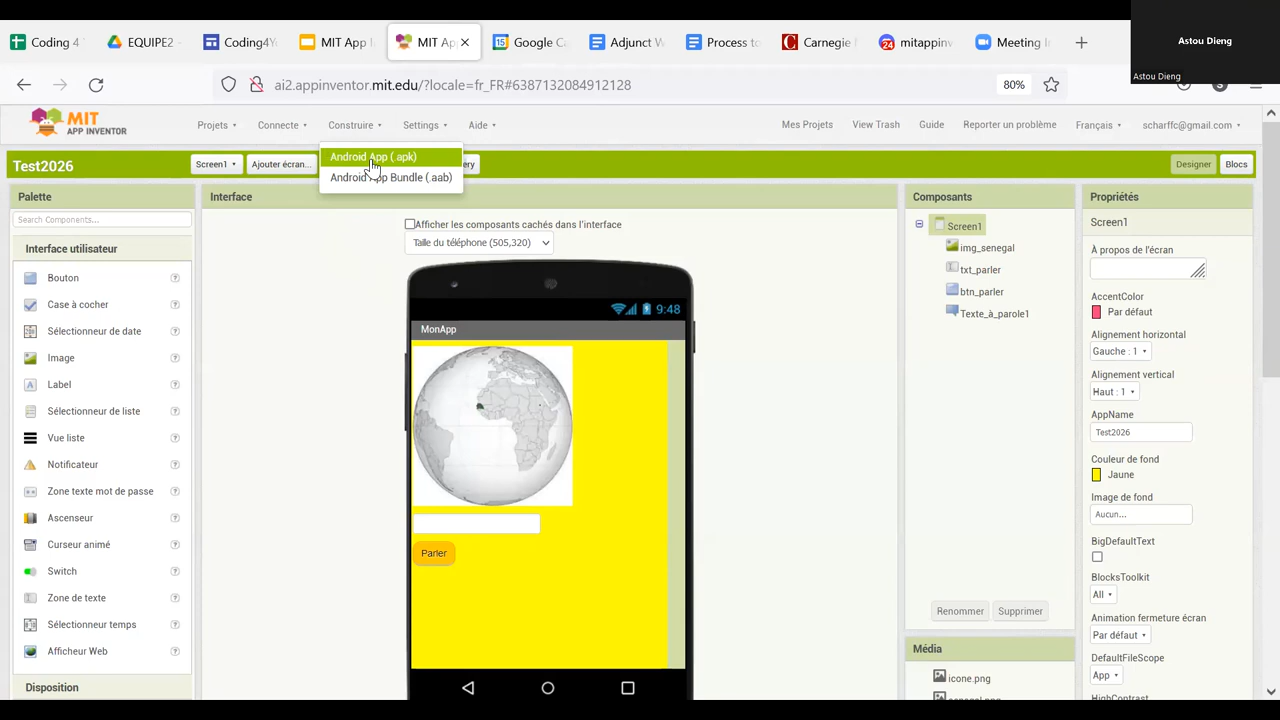 Astou Dieng
Astou Dieng
Coding 4
EQUIPE2 -
Coding4Y
MIT App I
MIT Ap
Google Ca
Adjunct W
Process to
Carnegie
mitappinv
Meeting I
ai2.appinventor.mit.edu/?locale=fr_FR#6387132084912128
80%
MIT
APP INVENTOR
Projets
Connecte
Construire
Settings
Aide
Mes Projets
View Trash
Guide
Reporter un problème
Français
scharffc@gmail.com
Test2026
Screen1
Ajouter écran...
Android App (.apk)
Android App Bundle (.aab)
Designer
Blocs
Palette
Search Components...
Interface utilisateur
Bouton
Case à cocher
Sélectionneur de date
Image
Label
Sélectionneur de liste
Vue liste
Notificateur
Zone texte mot de passe
Ascenseur
Curseur animé
Switch
Zone de texte
Sélectionneur temps
Afficheur Web
Disposition
Interface
Afficher les composants cachés dans l'interface
Taille du téléphone (505,320)
9:48
MonApp
Parler
Composants
Screen1
img_senegal
txt_parler
btn_parler
Texte_à_parole1
Renommer
Supprimer
Média
icone.png
Propriétés
Screen1
À propos de l'écran
AccentColor
Par défaut
Alignement horizontal
Gauche : 1
Alignement vertical
Haut : 1
AppName
Test2026
Couleur de fond
Jaune
Image de fond
Aucun...
BigDefaultText
BlocksToolkit
All
Animation fermeture écran
Par défaut
DefaultFileScope
App
HighContrast